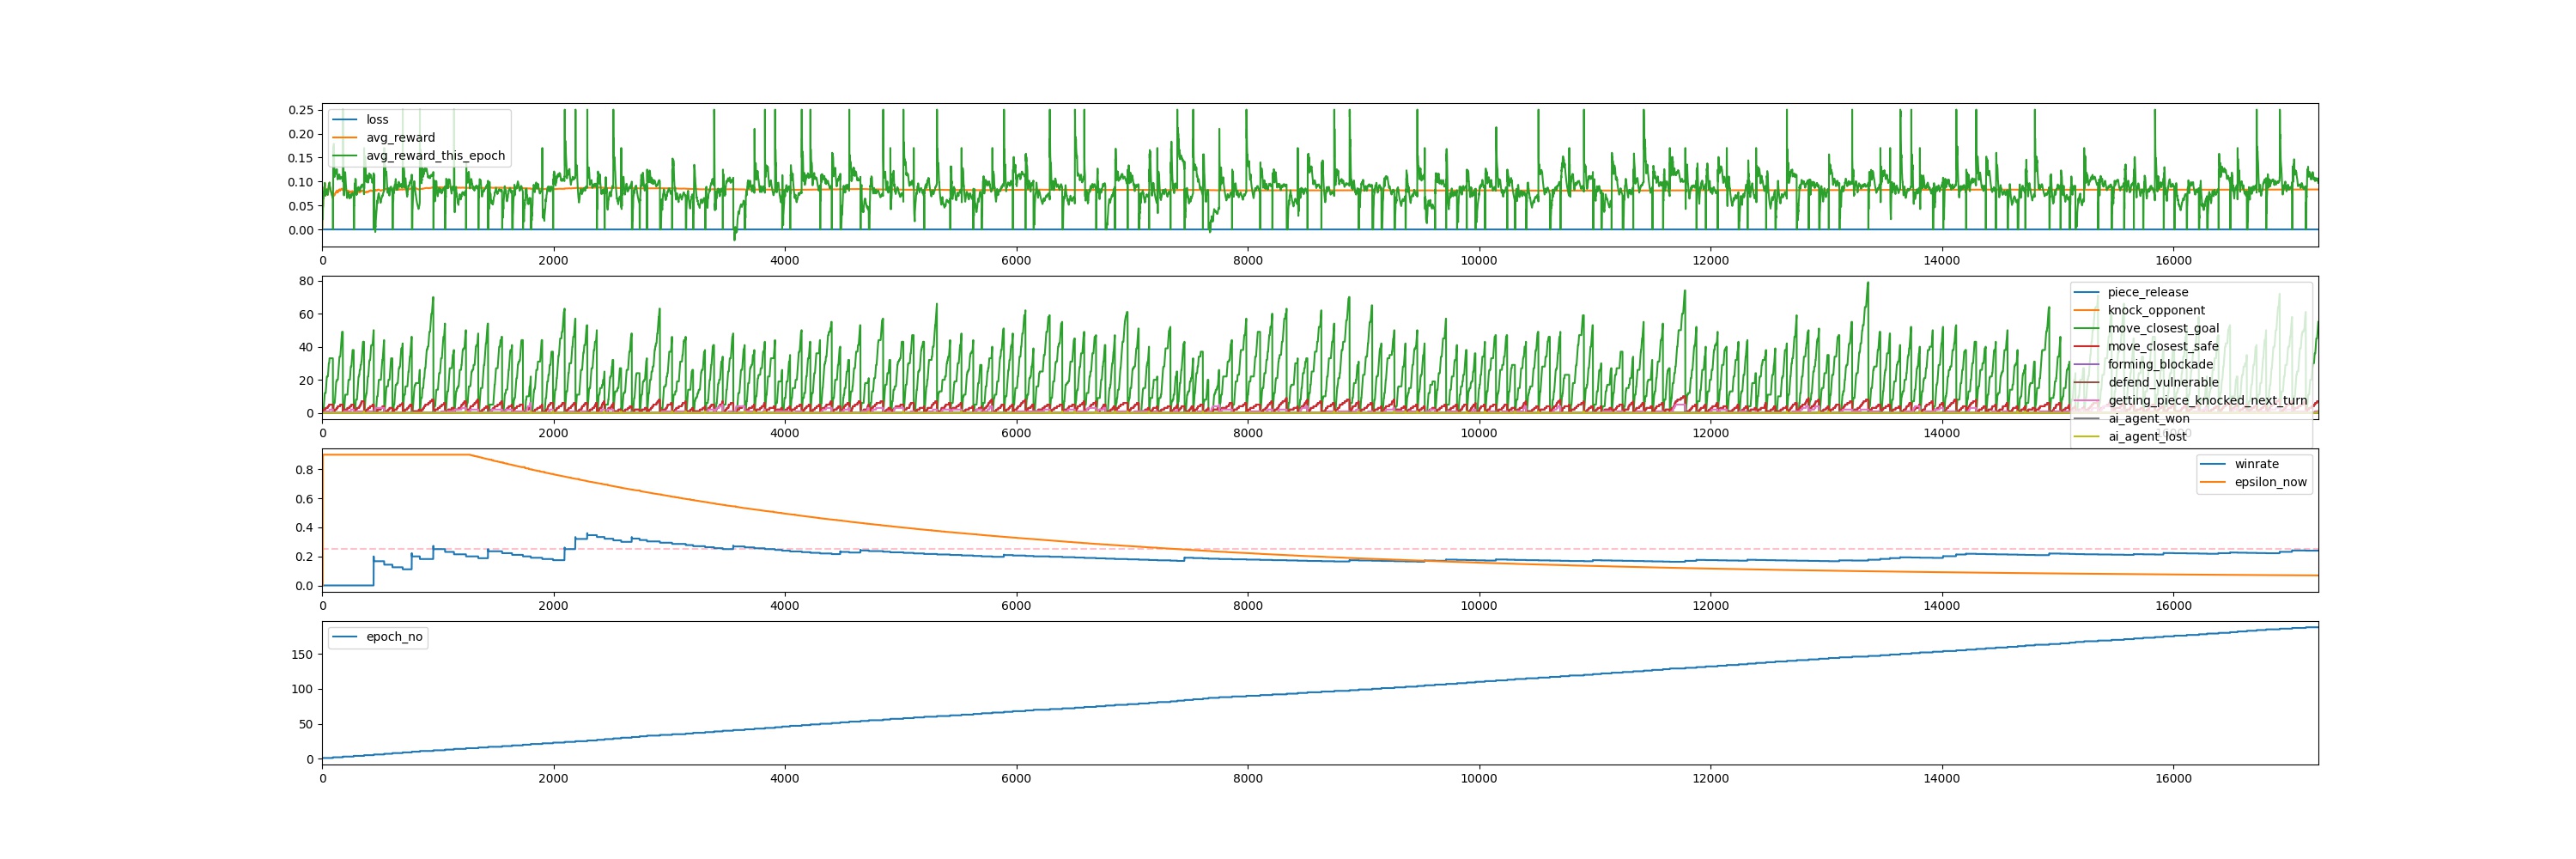 0.25
0.20
0.15
0.10
0.05
0.00
loss
avg_reward
avg_reward_this_epoch
0 2000 4000 6000 8000 10000 12000 14000 16000
80
60
40
20
0
piece_release
knock_opponent
move_closest_goal
move_closest_safe
forming_blockade
defend_vulnerable
getting_piece_knocked_next_turn
ai_agent_won
ai_agent_lost
0 2000 4000 6000 8000 10000 12000 14000 16000
0.8
0.6
0.4
0.2
0.0
winrate
epsilon_now
0 2000 4000 6000 8000 10000 12000 14000 16000
150
100
50
0
epoch_no
0 2000 4000 6000 8000 10000 12000 14000 16000